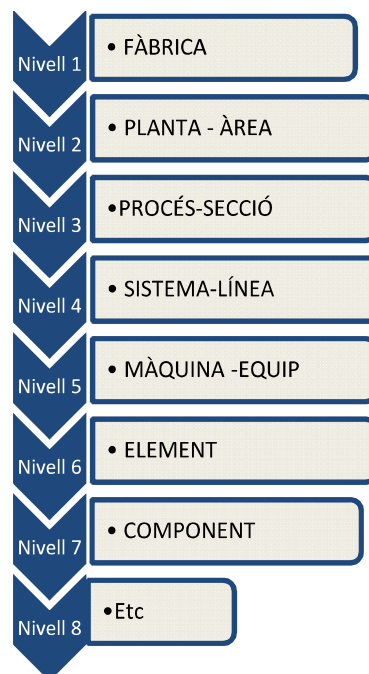 Nivell 1
• FÀBRICA
Nivell 2
• PLANTA - ÀREA
Nivell 3
•PROCÉS-SECCIÓ
Nivell 4
• SISTEMA-LÍNEA
Nivell 5
• MÀQUINA -EQUIP
Nivell 6
• ELEMENT
Nivell 7
• COMPONENT
Nivell 8
•Etc